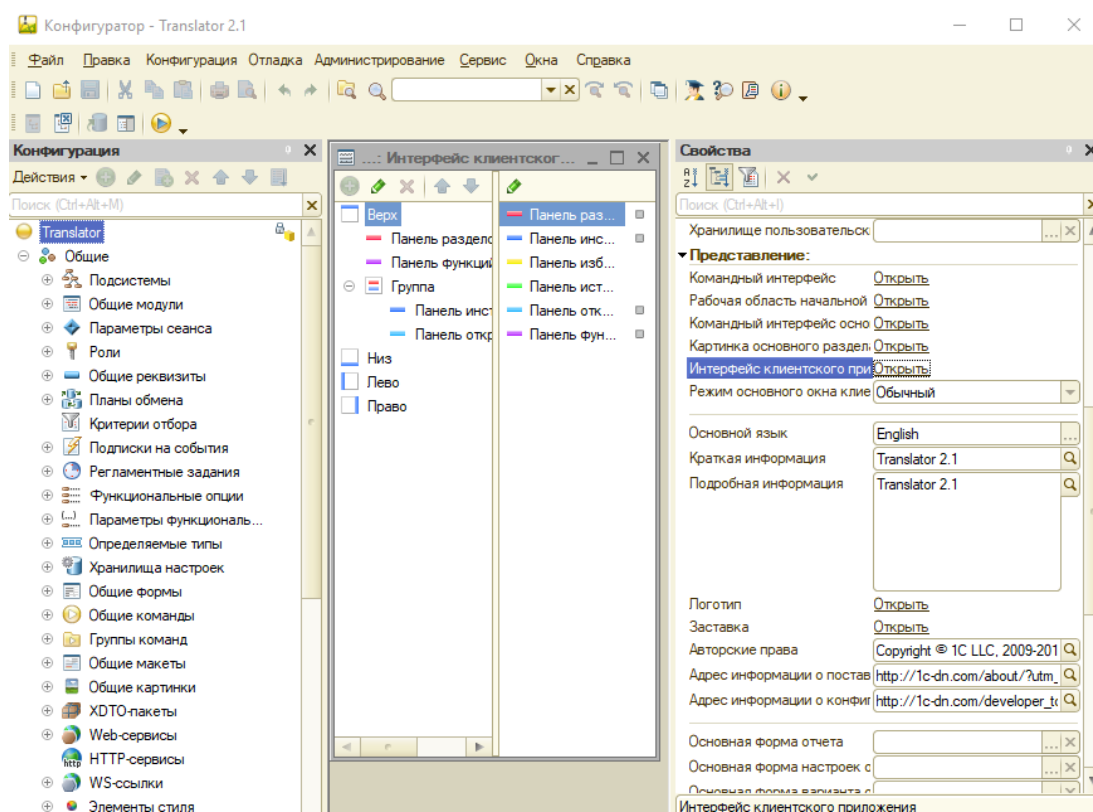 Конфигуратор - Translator 2.1
Файл Правка Конфигурация Отладка Администрирование Сервис Окна Справка
Конфигурация
Действия
Поиск (Ctrl+Alt+M)
Translator
Общие
Подсистемы
Общие модули
Параметры сеанса
Роли
Общие реквизиты
Планы обмена
Критерии отбора
Подписки на события
Регламентные задания
Функциональные опции
Параметры функциональ...
Определяемые типы
Хранилища настроек
Общие формы
Общие команды
Группы команд
Общие макеты
Общие картинки
XDTO-пакеты
Web-сервисы
HTTP-сервисы
WS-ссылки
Элементы стиля
...: Интерфейс клиентског...
Верх
Панель разделс
Панель функций
Группа
Панель инст
Панель откр
Низ
Лево
Право
Панель раз...
Панель инс...
Панель изб...
Панель ист...
Панель отк...
Панель фун...
Свойства
Поиск (Ctrl+Alt+I)
Хранилище пользовательск
Представление:
Командный интерфейс Открыть
Рабочая область начальной Открыть
Командный интерфейс осно Открыть
Картинка основного раздел Открыть
Интерфейс клиентского при Открыть
Режим основного окна клие Обычный
Основной язык English
Краткая информация Translator 2.1
Подробная информация Translator 2.1
Логотип Открыть
Заставка Открыть
Авторские права Copyright © 1C LLC, 2009-201
Адрес информации о постав http://1c-dn.com/about/?utm_
Адрес информации о конфиг http://1c-dn.com/developer_to
Основная форма отчета
Основная форма настроек о
Основная форма варианта о
Интерфейс клиентского приложения